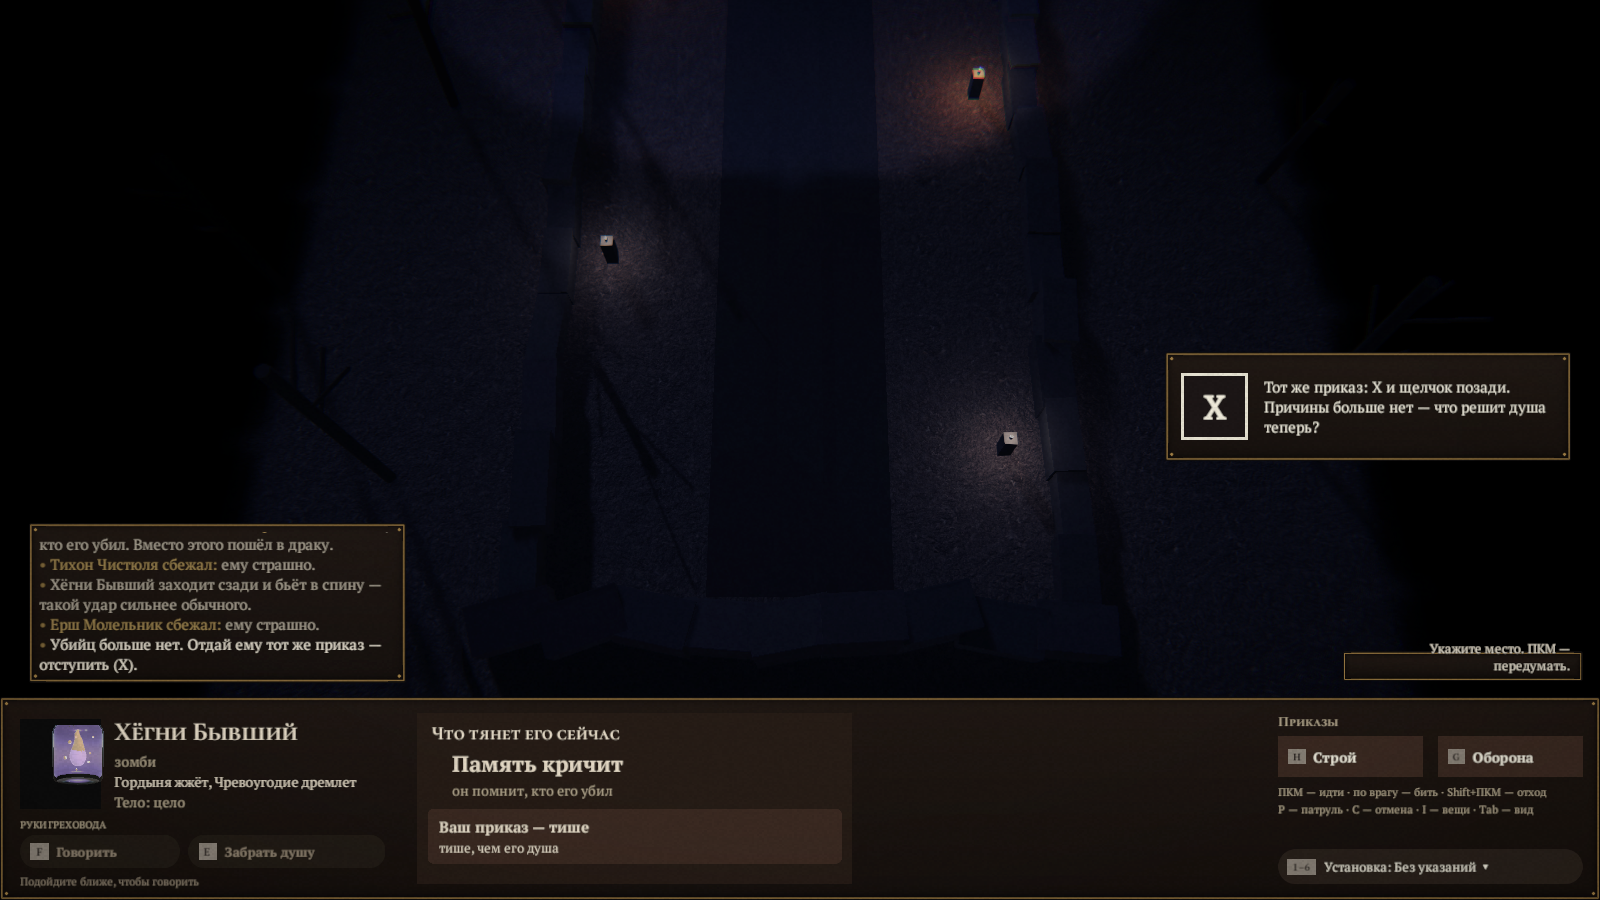 X
Тот же приказ: X и щелчок позади.
Причины больше нет — что решит душа
теперь?
кто его убил. Вместо этого пошёл в драку.
• Тихон Чистюля сбежал: ему страшно.
• Хёгни Бывший заходит сзади и бьёт в спину —
такой удар сильнее обычного.
• Ерш Молельник сбежал: ему страшно.
• Убийц больше нет. Отдай ему тот же приказ —
отступить (X).
Укажите место. ПКМ —
передумать.
Хёгни Бывший
зомби
Гордыня жжёт, Чревоугодие дремлет
Тело: цело
РУКИ ГРЕХОВОДА
F Говорить
E Забрать душу
Подойдите ближе, чтобы говорить
Что тянет его сейчас
Память кричит
он помнит, кто его убил
Ваш приказ — тише
тише, чем его душа
Приказы
H Строй
G Оборона
ПКМ — идти · по врагу — бить · Shift+ПКМ — отход
P — патруль · C — отмена · I — вещи · Tab — вид
1–6 Установка: Без указаний ▾